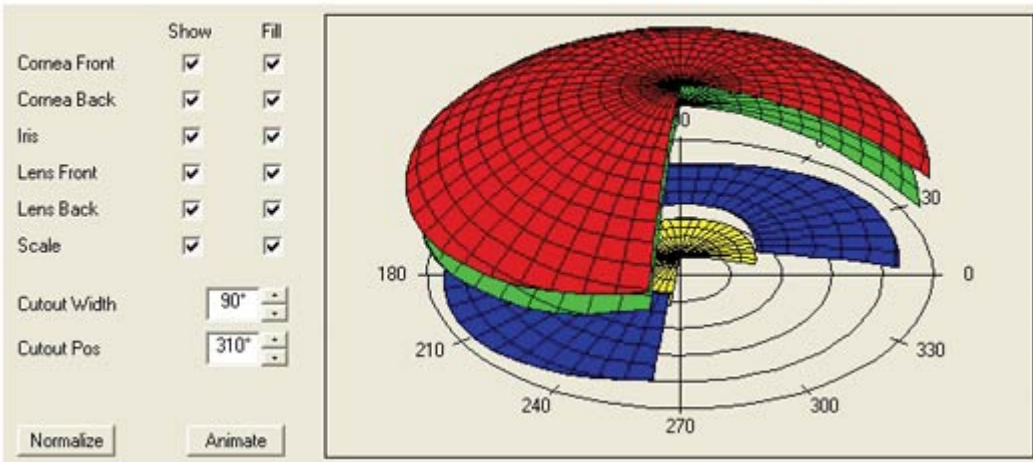 Show Fill
Cornea Front
Cornea Back
Iris
Lens Front
Lens Back
Scale
Cutout Width 90°
Cutout Pos 310°
Normalize Animate
30
0
330
300
270
240
210
180